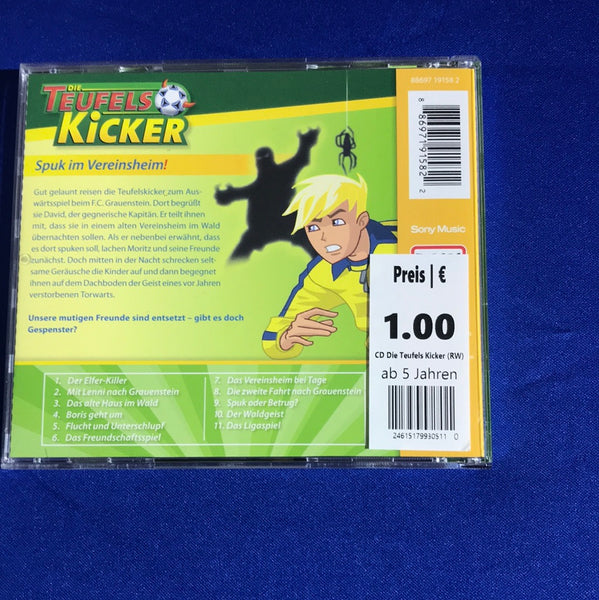 88697 19158 2
DIE
TEUFELS
KICKER
Spuk im Vereinsheim!
Gut gelaunt reisen die Teufelskicker zum Aus-
wärtsspiel beim F.C. Grauenstein. Dort begrüßt
sie David, der gegnerische Kapitän. Er teilt ihnen
mit, dass sie in einem alten Vereinsheim im Wald
übernachten sollen. Als er nebenbei erwähnt, dass
es dort spuken soll, lachen Moritz und seine Freunde
zunächst. Doch mitten in der Nacht schrecken selt-
same Geräusche die Kinder auf und dann begegnet
ihnen auf dem Dachboden der Geist eines vor Jahren
verstorbenen Torwarts.
Unsere mutigen Freunde sind entsetzt – gibt es doch
Gespenster?
1. Der Elfer-Killer
2. Mit Lenni nach Grauenstein
3. Das alte Haus im Wald
4. Boris geht um
5. Flucht und Unterschlupf
6. Das Freundschaftsspiel
7. Das Vereinsheim bei Tage
8. Die zweite Fahrt nach Grauenstein
9. Spuk oder Betrug?
10. Der Waldgeist
11. Das Ligaspiel
8 86971 91582 2
Sony Music
Preis | €
1.00
CD Die Teufels Kicker (RW)
ab 5 Jahren
24615179930511 0